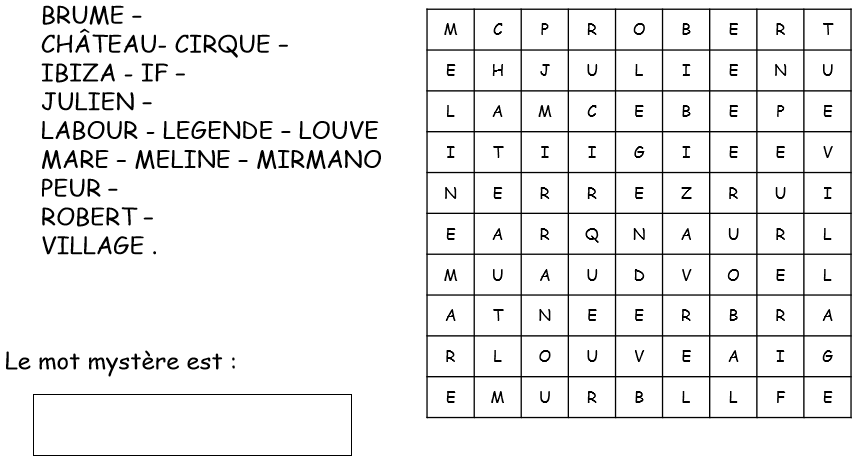 BRUME –
CHÂTEAU- CIRQUE –
IBIZA - IF –
JULIEN –
LABOUR - LEGENDE – LOUVE
MARE – MELINE – MIRMANO
PEUR –
ROBERT –
VILLAGE .
Le mot mystère est :
M C P R O B E R T
E H J U L I E N U
L A M C E B E P E
I T I I G I E E V
N E R R E Z R U I
E A R Q N A U R L
M U A U D V O E L
A T N E E R B R A
R L O U V E A I G
E M U R B L L F E